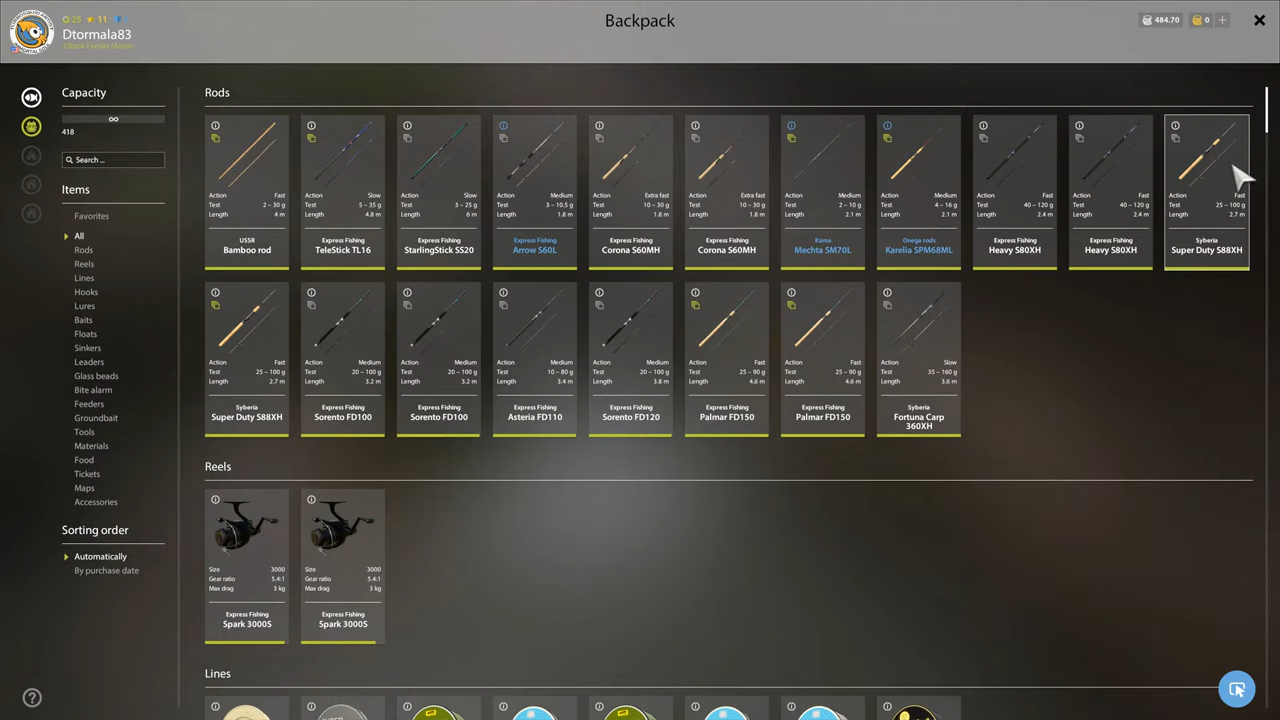 Backpack
25 11
Dtormala83
2 Rank Feeder Master
484.70 0 +
Capacity
∞
418
Search ...
Items
Favorites
All
Rods
Reels
Lines
Hooks
Lures
Baits
Floats
Sinkers
Leaders
Glass beads
Bite alarm
Feeders
Groundbait
Tools
Materials
Food
Tickets
Maps
Accessories
Sorting order
Automatically
By purchase date
Rods
Action Fast
Test 2 – 30 g
Length 4 m
USSR
Bamboo rod
Action Slow
Test 5 – 35 g
Length 4.8 m
Express Fishing
TeleStick TL16
Action Slow
Test 3 – 25 g
Length 6 m
Express Fishing
StarlingStick SS20
Action Medium
Test 3 – 10.5 g
Length 1.8 m
Express Fishing
Arrow S60L
Action Extra fast
Test 10 – 30 g
Length 1.8 m
Express Fishing
Corona S60MH
Action Extra fast
Test 10 – 30 g
Length 1.8 m
Express Fishing
Corona S60MH
Action Medium
Test 2 – 10 g
Length 2.1 m
Kama
Mechta SM70L
Action Medium
Test 4 – 16 g
Length 2.1 m
Onega rods
Karelia SPM68ML
Action Fast
Test 40 – 120 g
Length 2.4 m
Express Fishing
Heavy S80XH
Action Fast
Test 40 – 120 g
Length 2.4 m
Express Fishing
Heavy S80XH
Action Fast
Test 25 – 100 g
Length 2.7 m
Syberia
Super Duty S88XH
Action Fast
Test 25 – 100 g
Length 2.7 m
Syberia
Super Duty S88XH
Action Medium
Test 20 – 100 g
Length 3.2 m
Express Fishing
Sorento FD100
Action Medium
Test 20 – 100 g
Length 3.2 m
Express Fishing
Sorento FD100
Action Medium
Test 10 – 80 g
Length 3.4 m
Express Fishing
Asteria FD110
Action Medium
Test 20 – 100 g
Length 3.8 m
Express Fishing
Sorento FD120
Action Fast
Test 25 – 90 g
Length 4.6 m
Express Fishing
Palmar FD150
Action Fast
Test 25 – 90 g
Length 4.6 m
Express Fishing
Palmar FD150
Action Slow
Test 35 – 160 g
Length 3.6 m
Syberia
Fortuna Carp
360XH
Reels
Size 3000
Gear ratio 5.4:1
Max drag 3 kg
Express Fishing
Spark 3000S
Size 3000
Gear ratio 5.4:1
Max drag 3 kg
Express Fishing
Spark 3000S
Lines